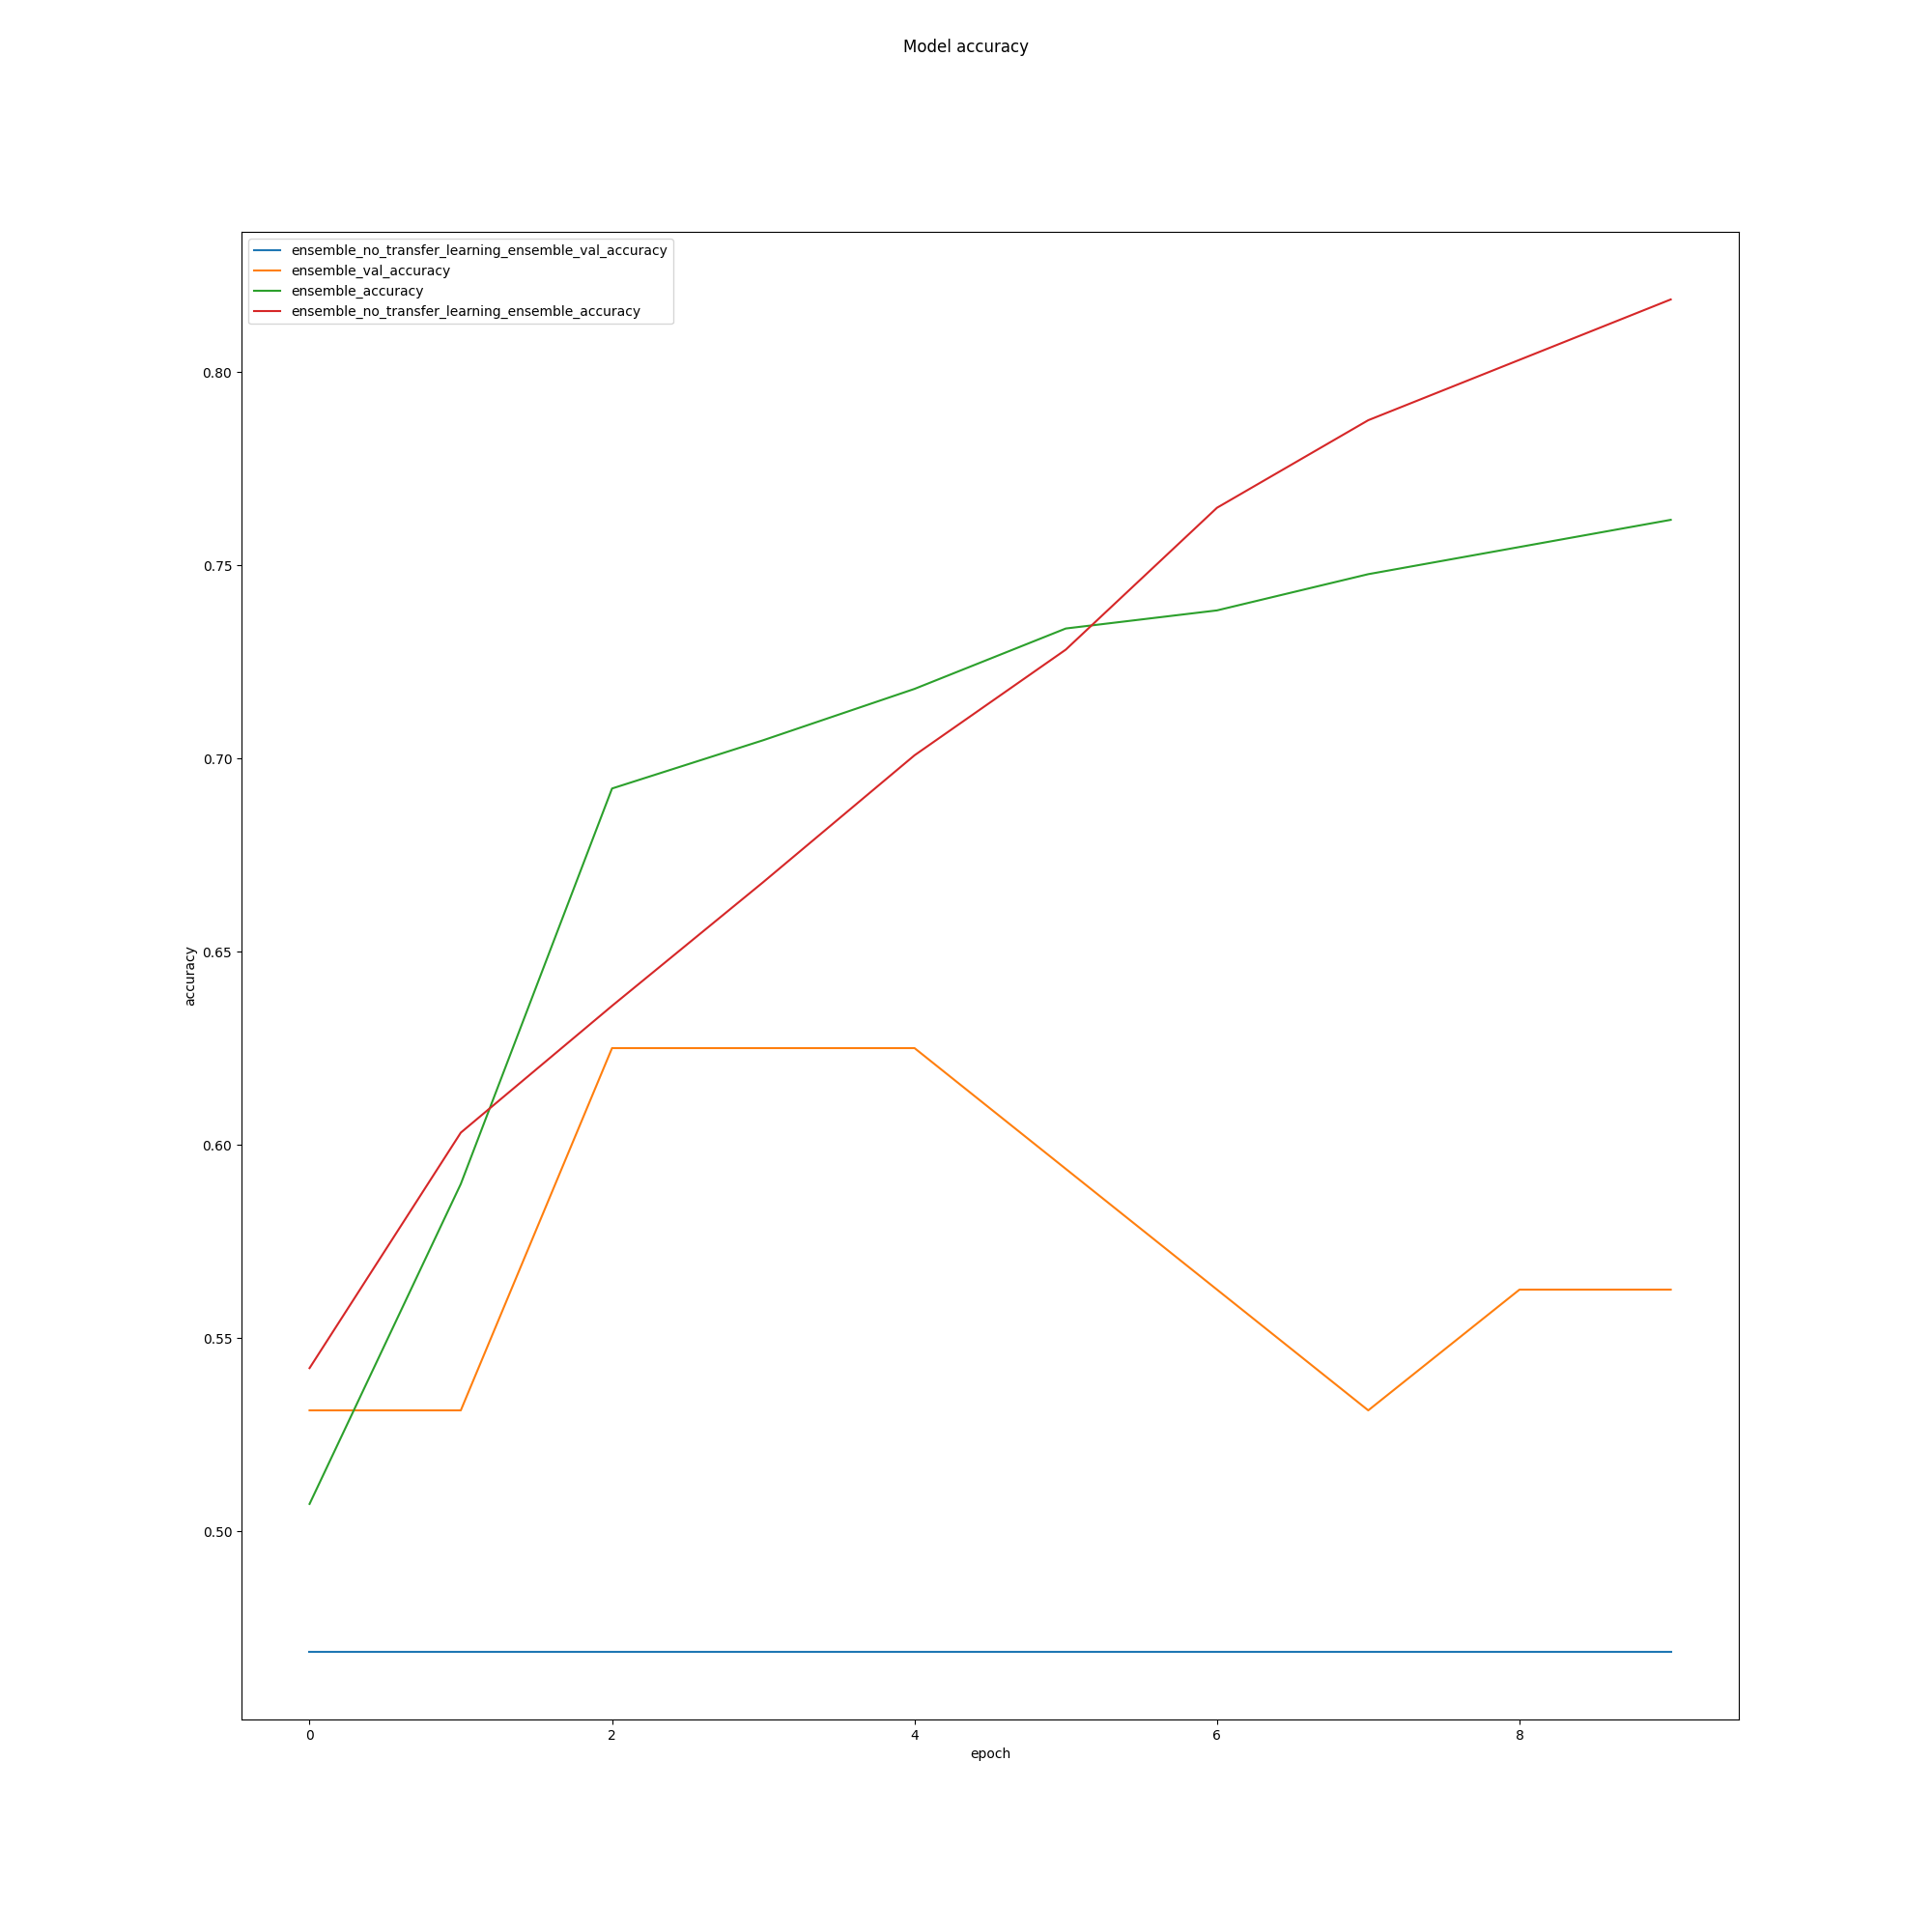 Model accuracy
ensemble_no_transfer_learning_ensemble_val_accuracy
ensemble_val_accuracy
ensemble_accuracy
ensemble_no_transfer_learning_ensemble_accuracy
0.80
0.75
0.70
0.65
0.60
0.55
0.50
accuracy
0 2 4 6 8
epoch